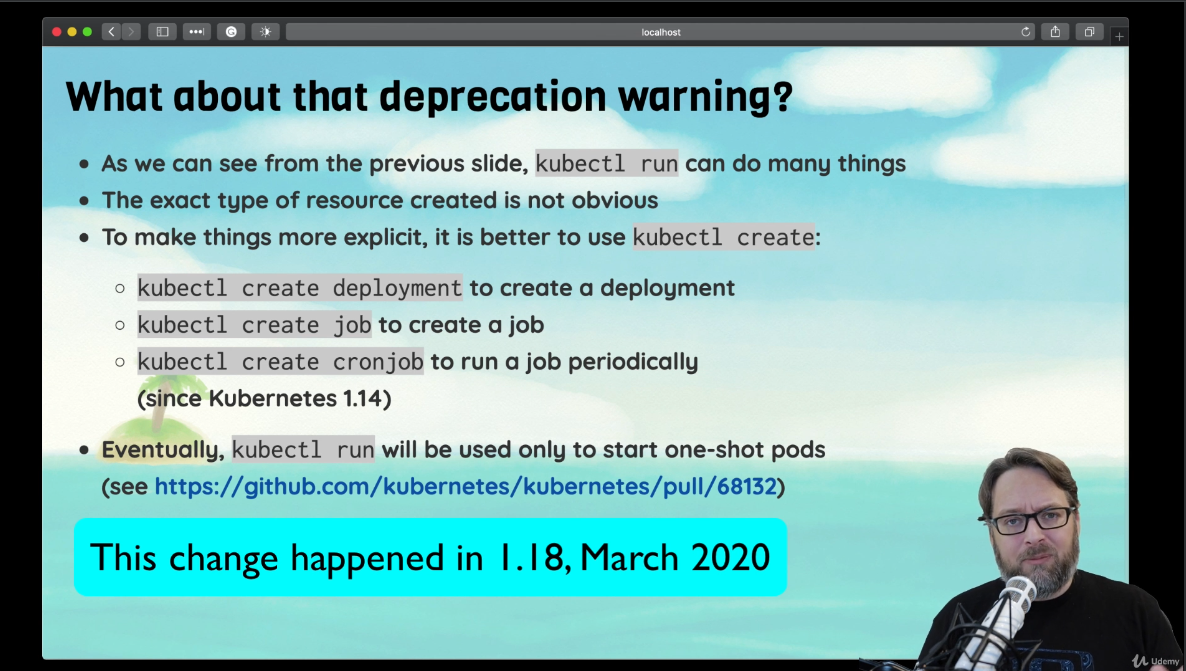 localhost
What about that deprecation warning?
As we can see from the previous slide, kubectl run can do many things
The exact type of resource created is not obvious
To make things more explicit, it is better to use kubectl create:
kubectl create deployment to create a deployment
kubectl create job to create a job
kubectl create cronjob to run a job periodically
(since Kubernetes 1.14)
Eventually, kubectl run will be used only to start one-shot pods
(see https://github.com/kubernetes/kubernetes/pull/68132)
This change happened in 1.18, March 2020
Udemy